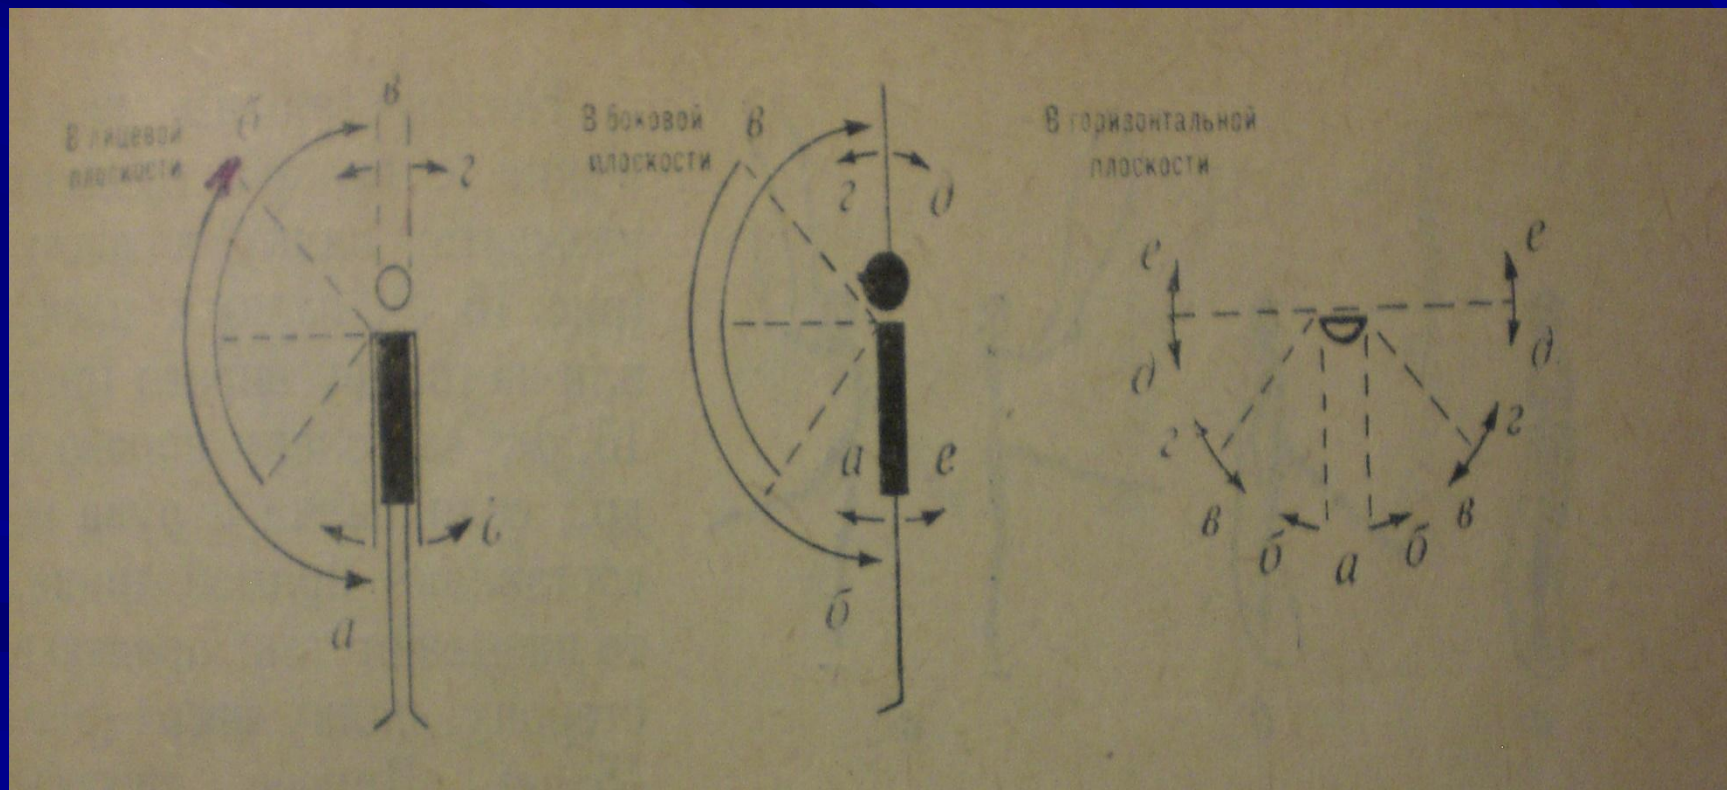 В лицевой
плоскости
б
в
г
а
В боковой
плоскости
в
г
д
а
е
б
В горизонтальной
плоскости
е
е
д
д
г
г
в
в
б
а
б